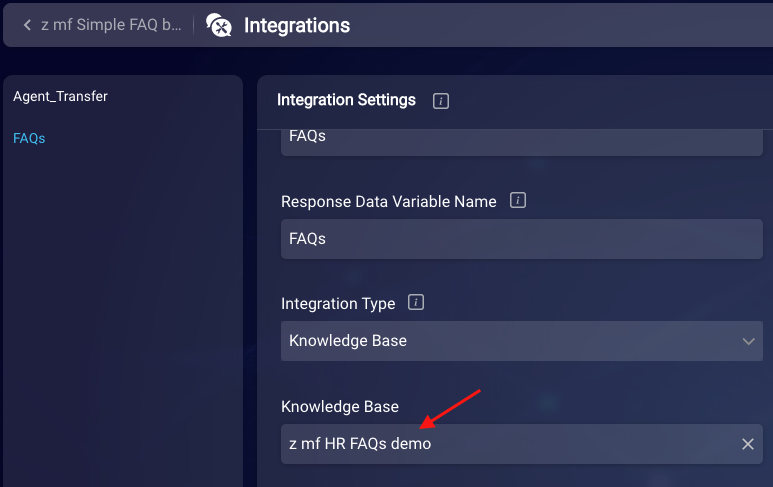 z mf Simple FAQ b...
Integrations
Agent_Transfer
FAQs
Integration Settings
FAQs
Response Data Variable Name
FAQs
Integration Type
Knowledge Base
Knowledge Base
z mf HR FAQs demo